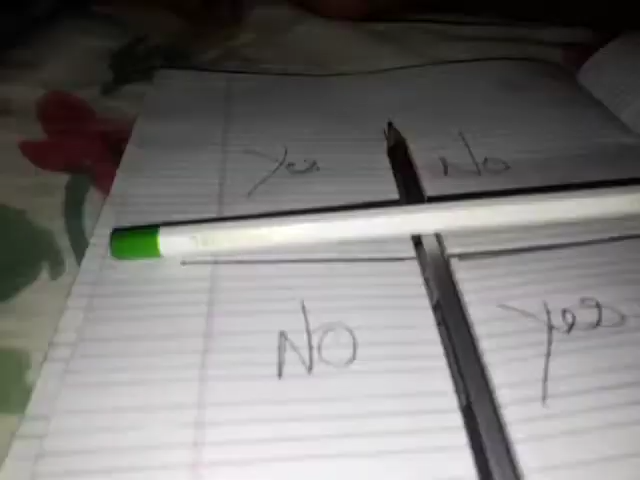 Yes No
NO Yes